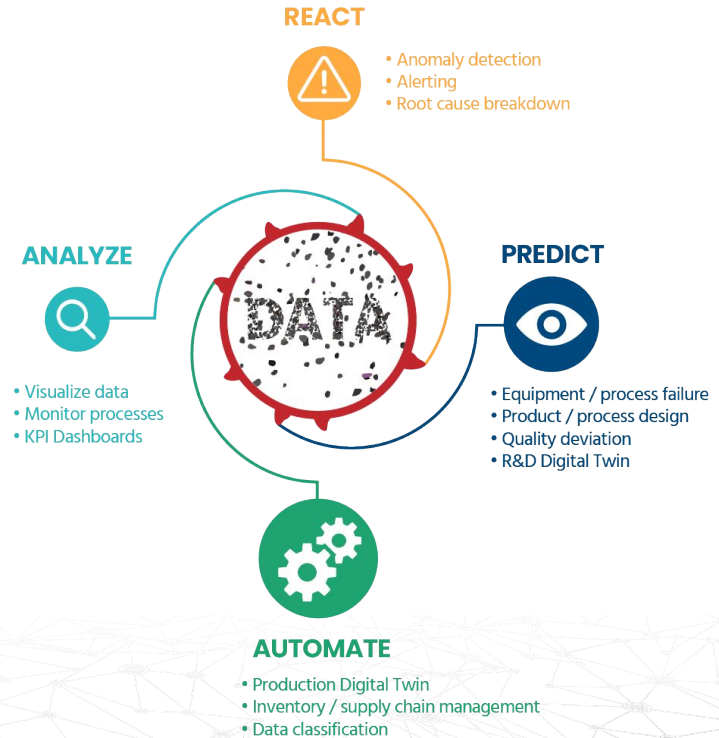 REACT
• Anomaly detection
• Alerting
• Root cause breakdown
ANALYZE
• Visualize data
• Monitor processes
• KPI Dashboards
DATA
PREDICT
• Equipment / process failure
• Product / process design
• Quality deviation
• R&D Digital Twin
AUTOMATE
• Production Digital Twin
• Inventory / supply chain management
• Data classification